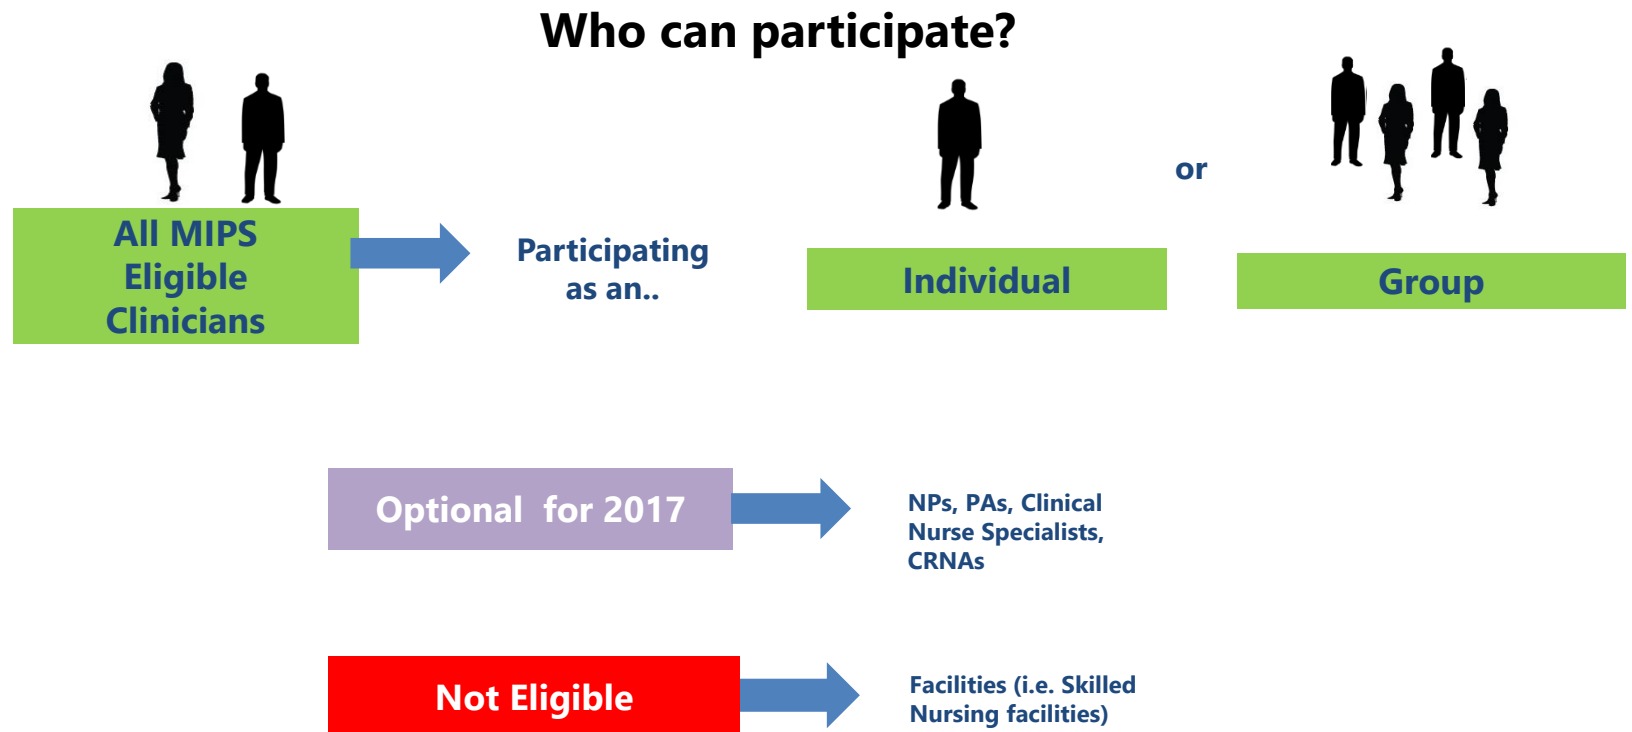 Who can participate?
or
All MIPS
Eligible
Clinicians
Participating
as an..
Individual
Group
Optional  for 2017
NPs, PAs, Clinical
Nurse Specialists,
CRNAs
Not Eligible
Facilities (i.e. Skilled
Nursing facilities)